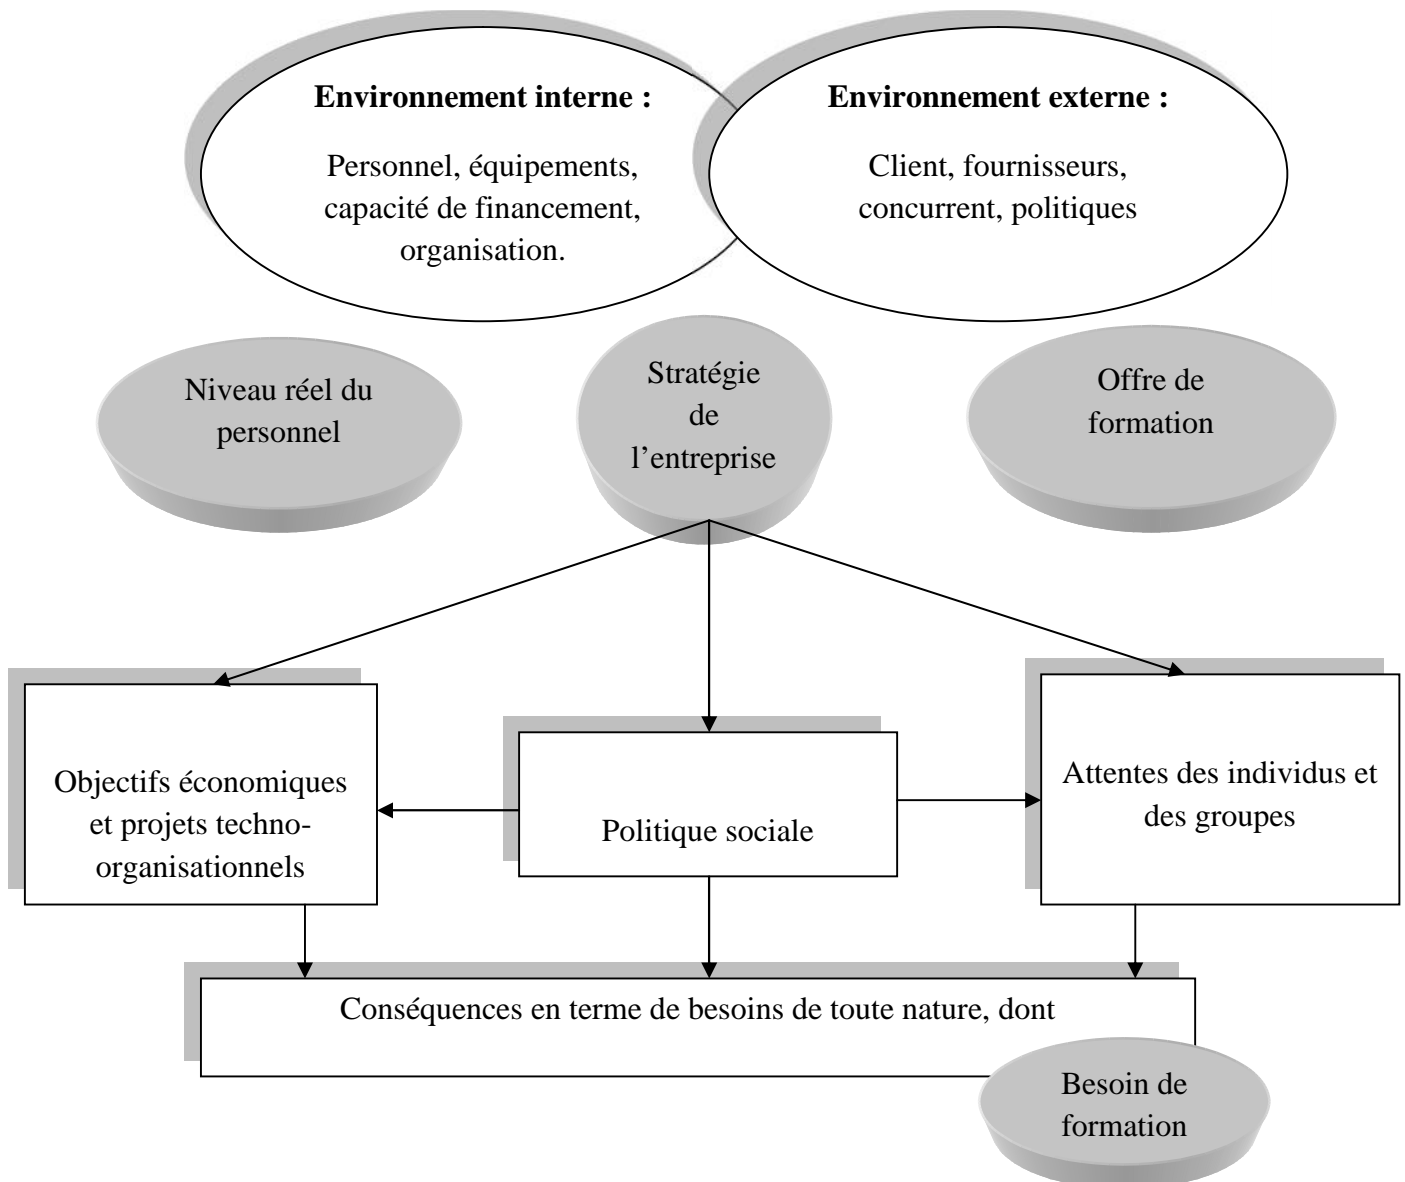 Environnement interne :
Personnel, équipements,
capacité de financement,
organisation.
Environnement externe :
Client, fournisseurs,
concurrent, politiques
Niveau réel du
personnel
Stratégie
de
l’entreprise
Offre de
formation
Objectifs économiques
et projets techno-
organisationnels
Politique sociale
Attentes des individus et
des groupes
Conséquences en terme de besoins de toute nature, dont
Besoin de
formation